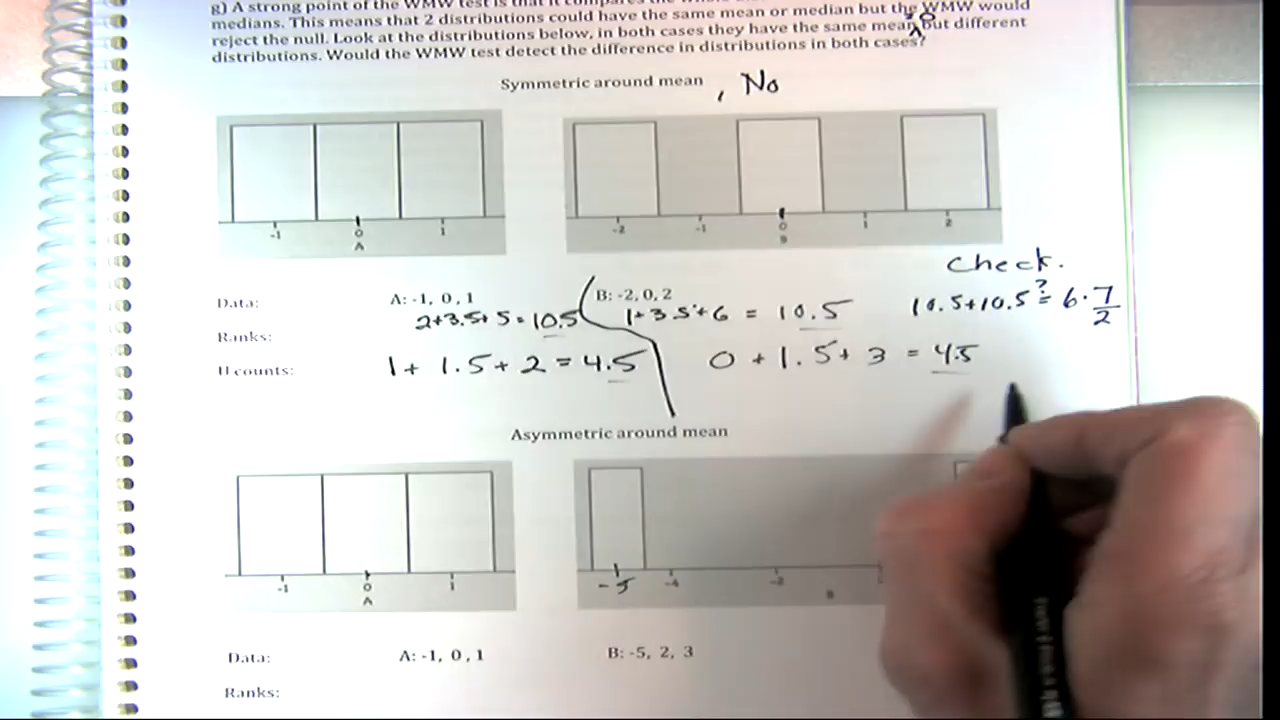 g) A strong point of the WMW test is that it compares the whole
medians. This means that 2 distributions could have the same mean or median but the WMW would
reject the null. Look at the distributions below, in both cases they have the same mean but different
distributions. Would the WMW test detect the difference in distributions in both cases?
Symmetric around mean , No
-1 0 1
A
-2 -1 0 1 2
B
Check.
Data: A: -1, 0, 1 B: -2, 0, 2
10.5+10.5 ?= 6·7/2
Ranks: 2+3.5+5=10.5 1+3.5+6 = 10.5
U counts: 1+1.5+2=4.5 0+1.5+3 = 4.5
Asymmetric around mean
-1 0 1
A
-5 -4 -2
B
Data: A: -1, 0, 1 B: -5, 2, 3
Ranks: